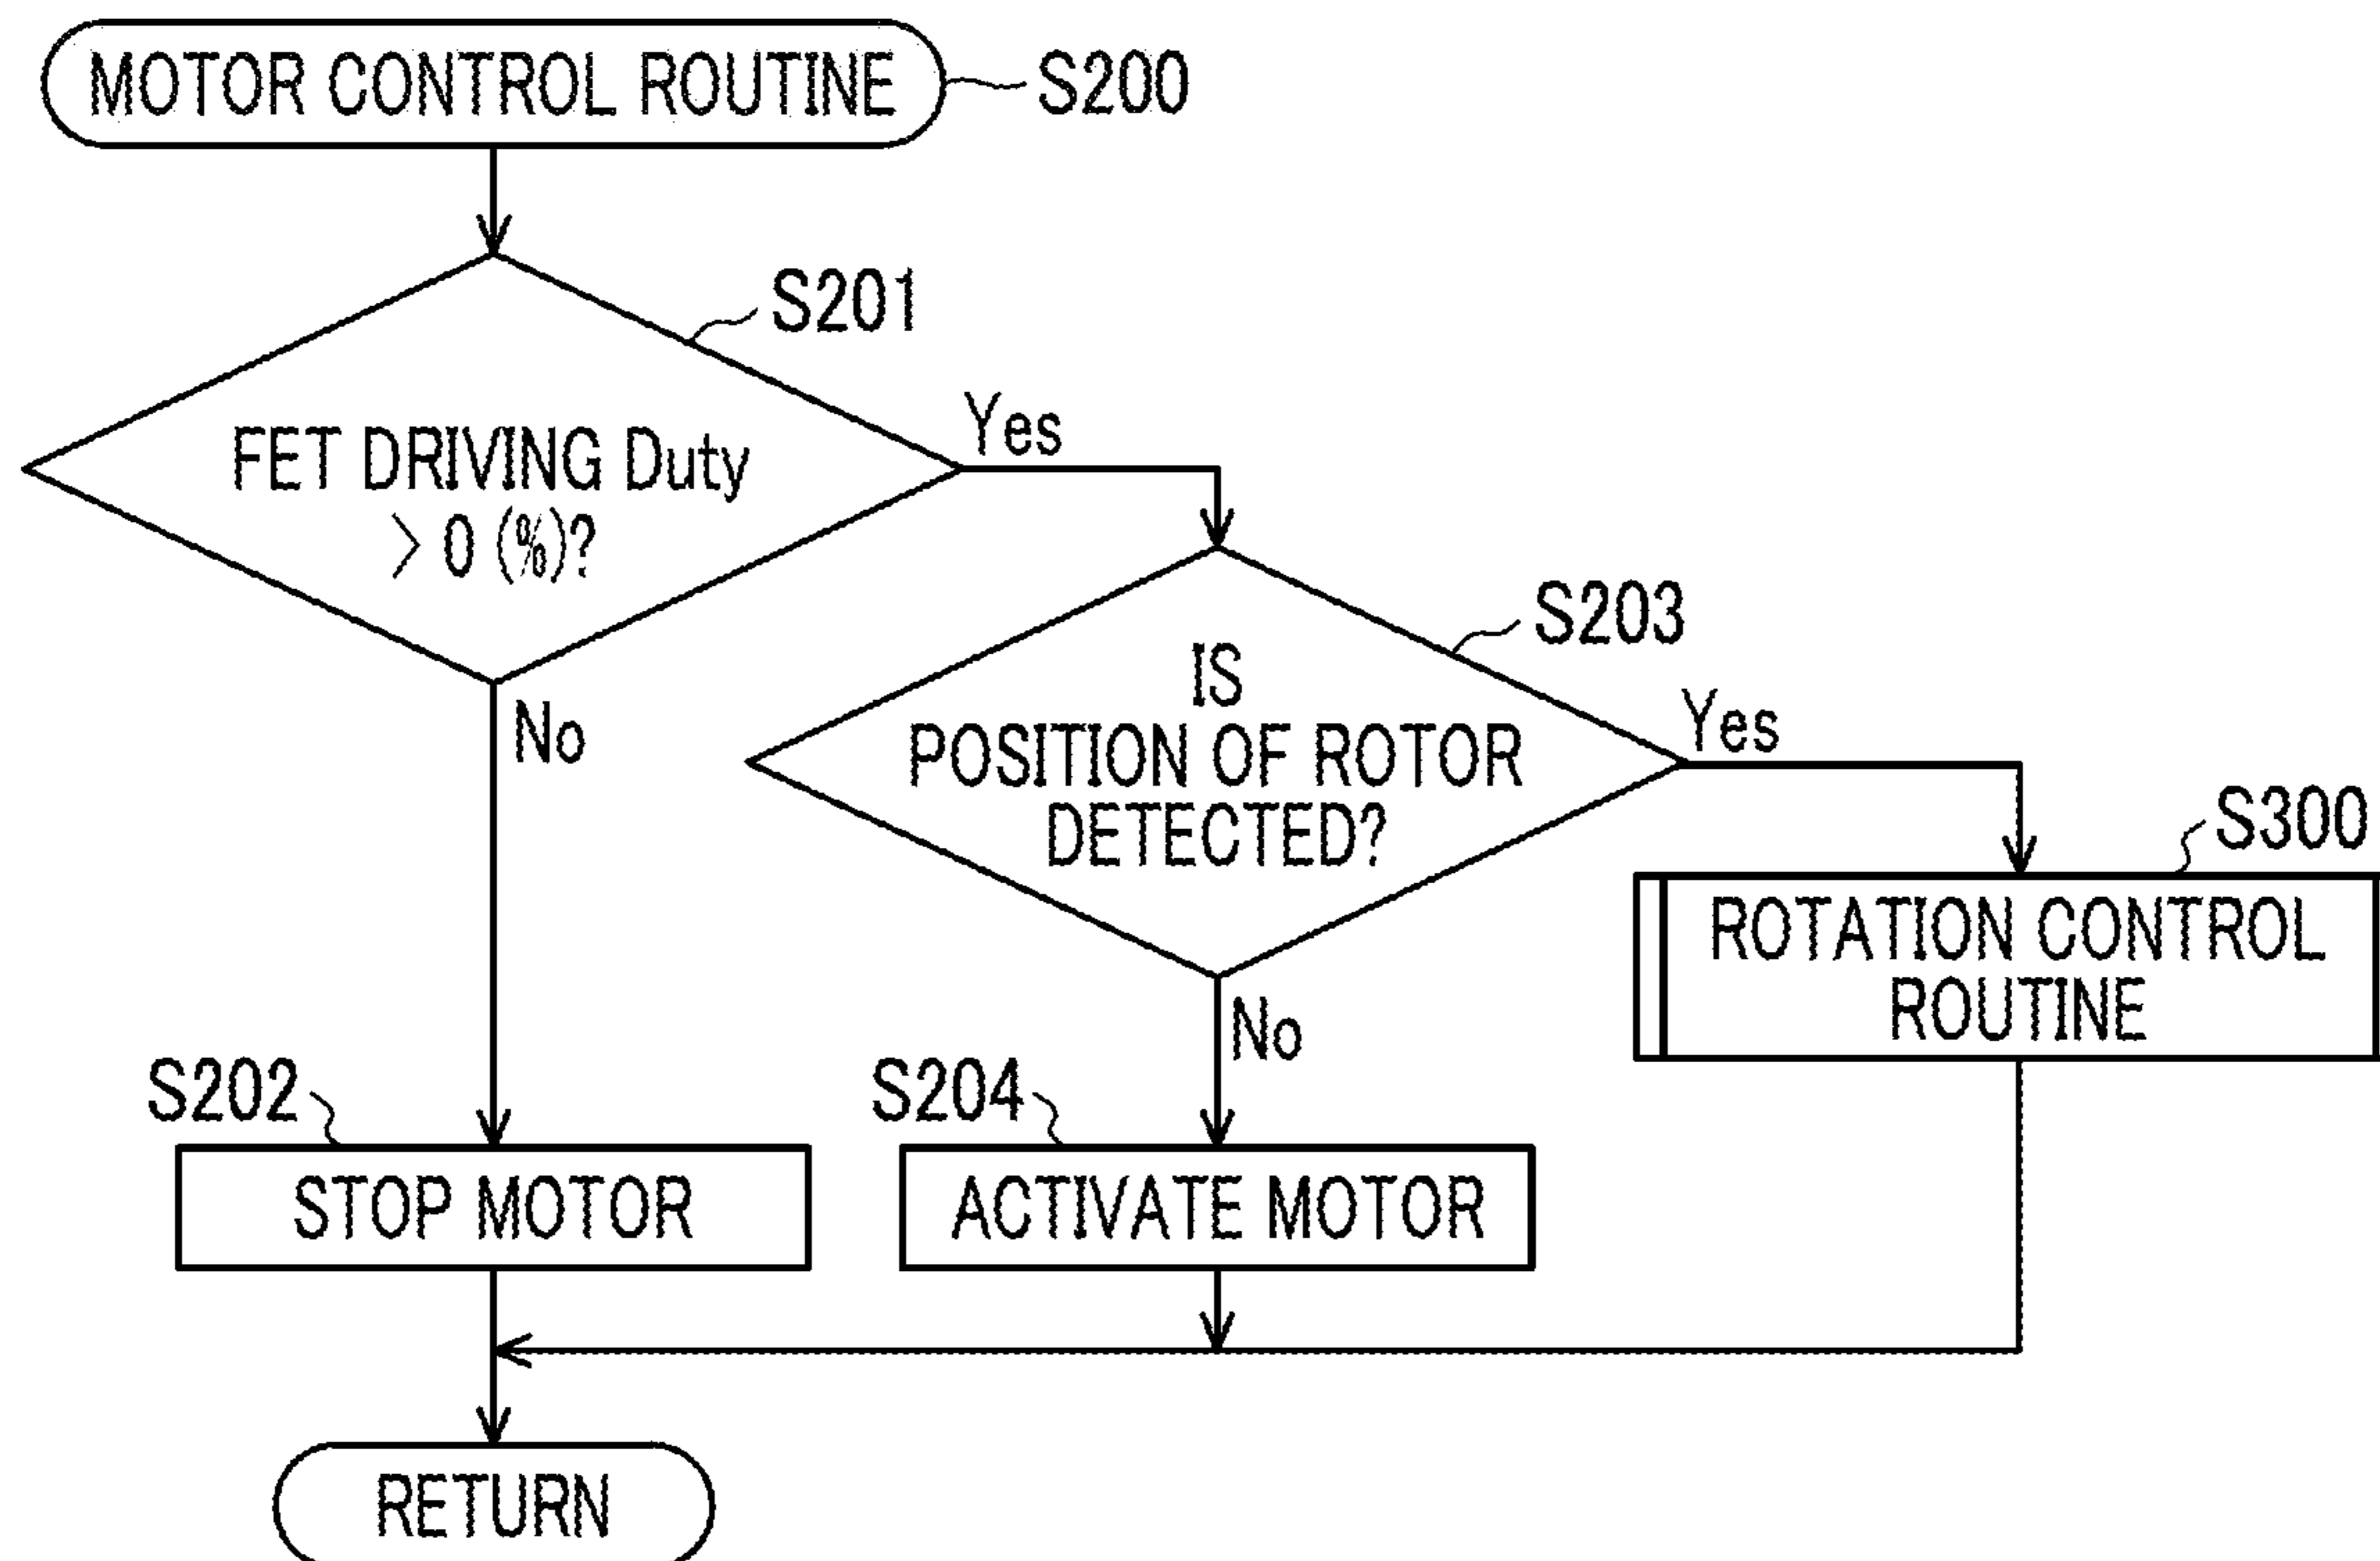 MOTOR CONTROL ROUTINE
S200
S201
FET DRIVING Duty
> 0 (%)?
Yes
No
S203
IS
POSITION OF ROTOR
DETECTED?
Yes
No
S300
ROTATION CONTROL
ROUTINE
S202
STOP MOTOR
S204
ACTIVATE MOTOR
RETURN